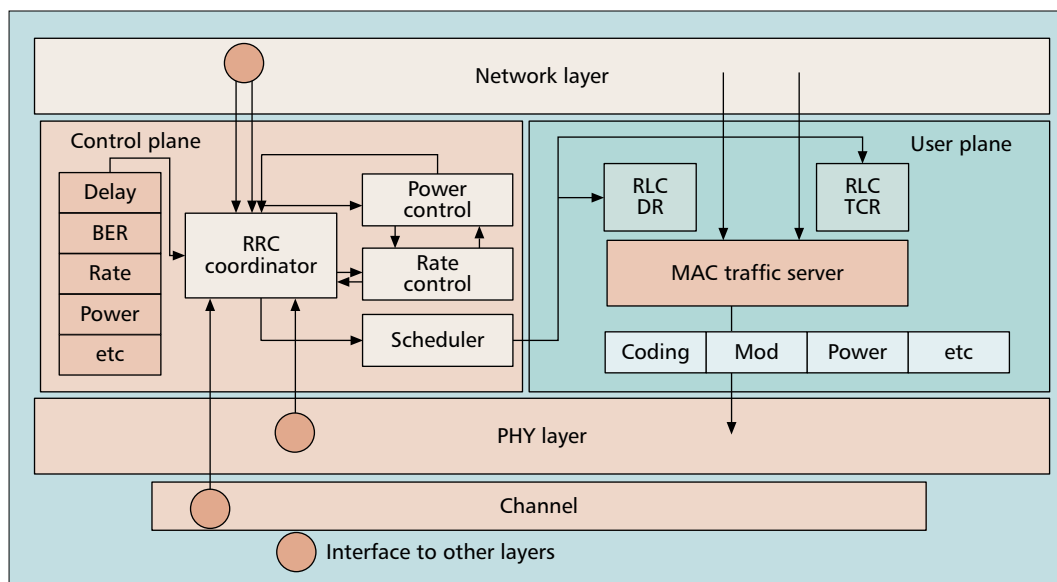 Network layer
Control plane
Delay
BER
Rate
Power
etc
RRC
coordinator
Power
control
Rate
control
Scheduler
User plane
RLC
DR
RLC
TCR
MAC traffic server
Coding
Mod
Power
etc
PHY layer
Channel
Interface to other layers